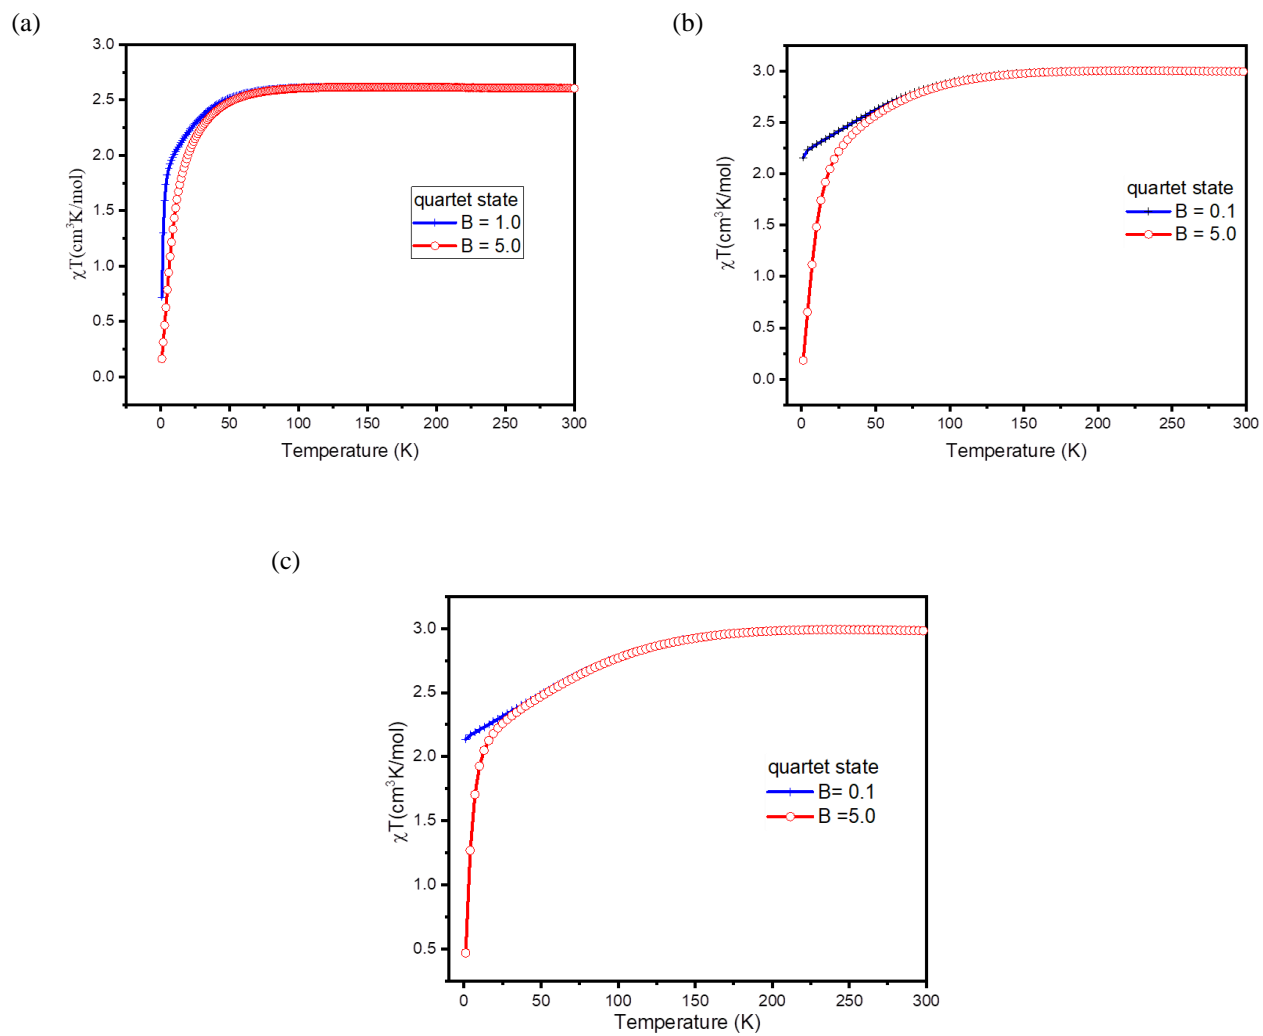 (a)
3.0
2.5
2.0
1.5
1.0
0.5
0.0
χT(cm³K/mol)
quartet state
B = 1.0
B = 5.0
0 50 100 150 200 250 300
Temperature (K)
(b)
3.0
2.5
2.0
1.5
1.0
0.5
0.0
χT(cm³K/mol)
quartet state
B = 0.1
B = 5.0
0 50 100 150 200 250 300
Temperature (K)
(c)
3.0
2.5
2.0
1.5
1.0
0.5
χT(cm³K/mol)
quartet state
B= 0.1
B =5.0
0 50 100 150 200 250 300
Temperature (K)